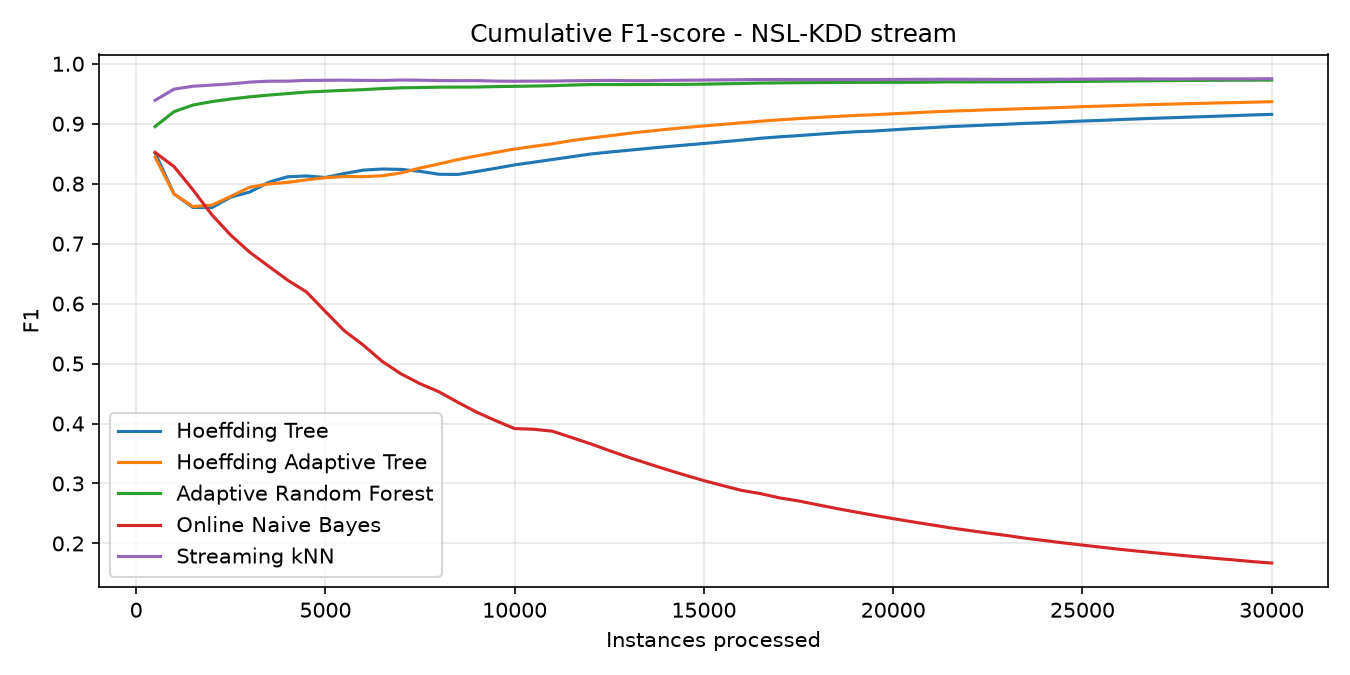 Cumulative F1-score - NSL-KDD stream
1.0
0.9
0.8
0.7
0.6
0.5
0.4
0.3
0.2
F1
Hoeffding Tree
Hoeffding Adaptive Tree
Adaptive Random Forest
Online Naive Bayes
Streaming kNN
0 5000 10000 15000 20000 25000 30000
Instances processed